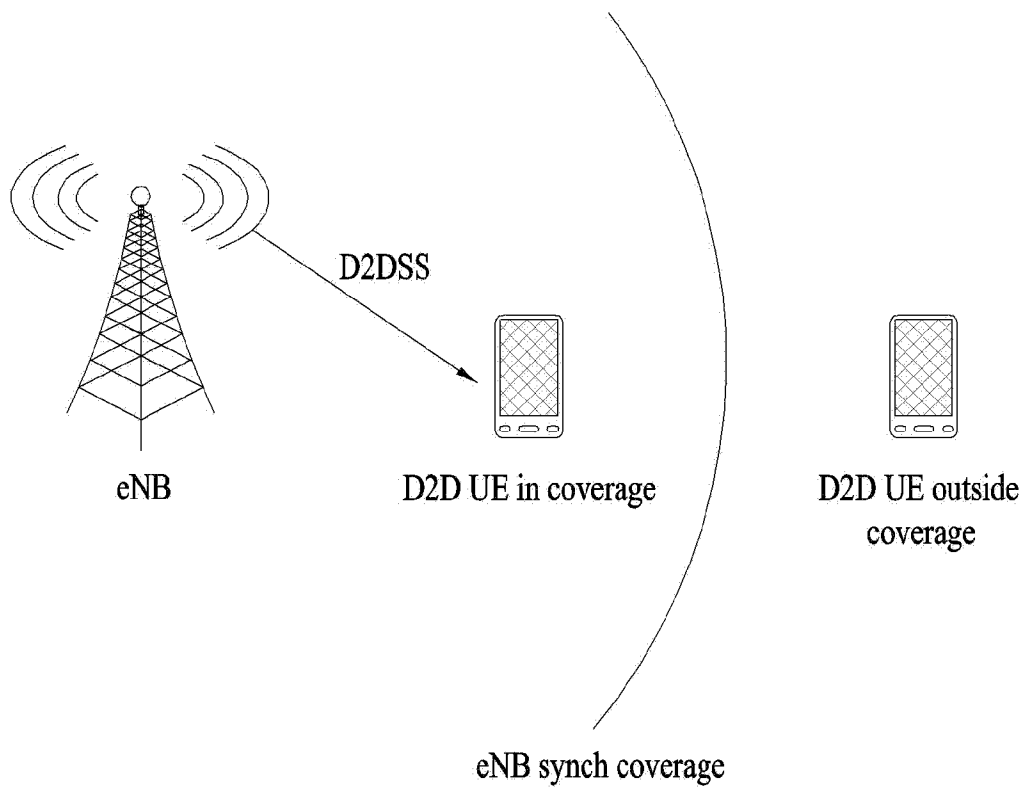 D2DSS
eNB
D2D UE in coverage
D2D UE outside
coverage
eNB synch coverage